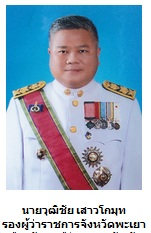 นายวุฒิชัย เสาวโกมุท
รองผู้ว่าราชการจังหวัดพะเยา